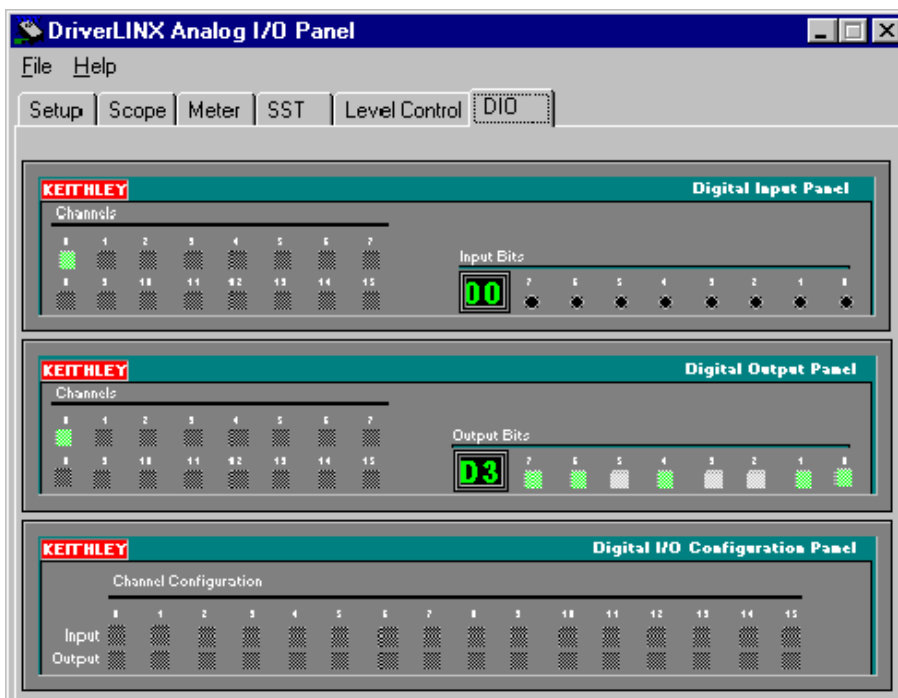 DriverLINX Analog I/O Panel
File Help
Setup Scope Meter SST Level Control DIO
KEITHLEY Digital Input Panel
Channels
0 1 2 3 4 5 6 7
Input Bits
8 9 10 11 12 13 14 15
00 7 6 5 4 3 2 1 0
KEITHLEY Digital Output Panel
Channels
0 1 2 3 4 5 6 7
Output Bits
8 9 10 11 12 13 14 15
D3 7 6 5 4 3 2 1 0
KEITHLEY Digital I/O Configuration Panel
Channel Configuration
0 1 2 3 4 5 6 7 8 9 10 11 12 13 14 15
Input
Output